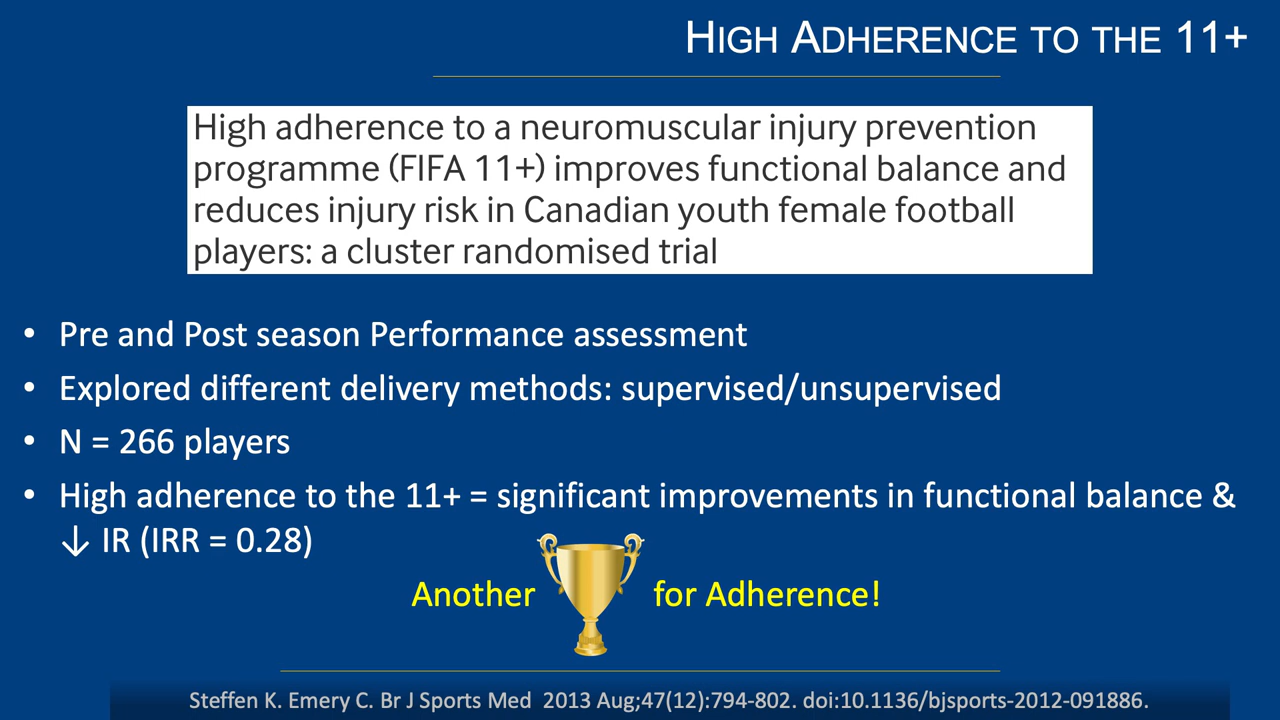 HIGH ADHERENCE TO THE 11+
High adherence to a neuromuscular injury prevention
programme (FIFA 11+) improves functional balance and
reduces injury risk in Canadian youth female football
players: a cluster randomised trial
• Pre and Post season Performance assessment
• Explored different delivery methods: supervised/unsupervised
• N = 266 players
• High adherence to the 11+ = significant improvements in functional balance &
↓ IR (IRR = 0.28)
Another for Adherence!
Steffen K. Emery C. Br J Sports Med 2013 Aug;47(12):794-802. doi:10.1136/bjsports-2012-091886.